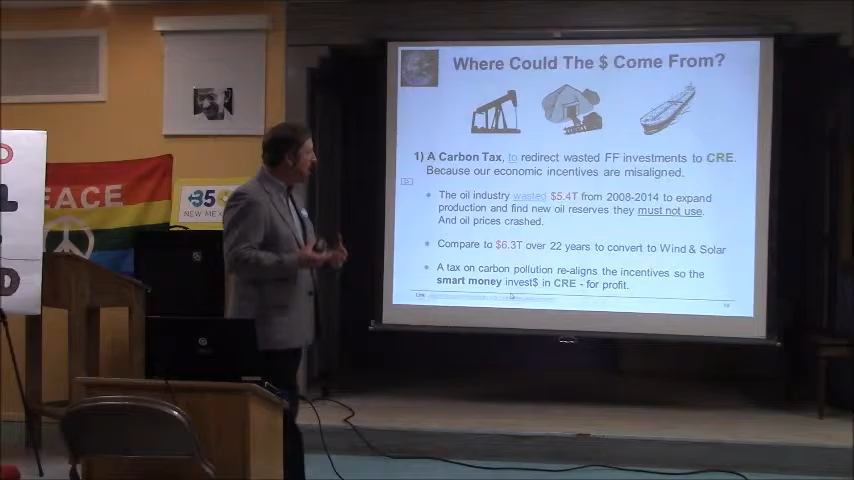 Where Could The $ Come From?
1) A Carbon Tax, to redirect wasted FF investments to CRE.
Because our economic incentives are misaligned.
• The oil industry wasted $5.4T from 2008-2014 to expand
production and find new oil reserves they must not use.
And oil prices crashed.
• Compare to $6.3T over 22 years to convert to Wind & Solar
• A tax on carbon pollution re-aligns the incentives so the
smart money invest$ in CRE - for profit.
Link
PEACE
350
NEW MEXICO
L
D